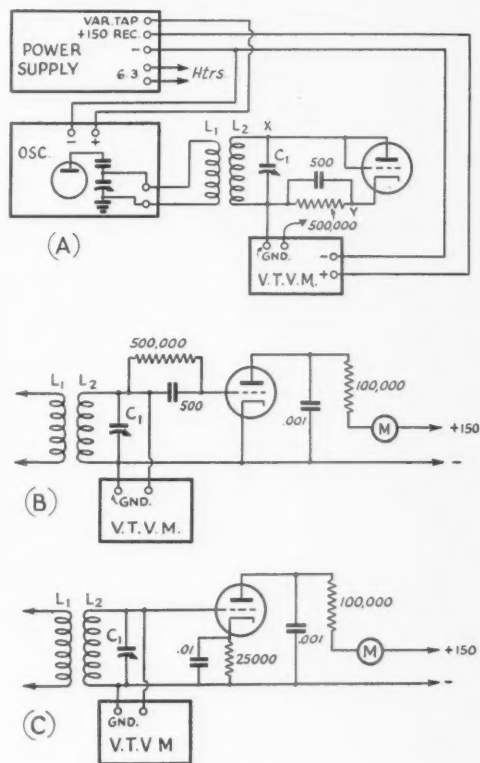 VAR. TAP
+150 REC.
POWER
SUPPLY
-
6.3
Htrs.
- +
OSC.
L1 L2 X
C1
500
Y
500,000
GND.
V.T.V.M.
-
+
(A)
500,000
L1 L2
500
C1
.001
100,000
M
+150
-
GND.
V.T.V.M.
(B)
L1 L2
C1
.01
25000
.001
100,000
M
+150
-
GND.
V.T.V M
(C)